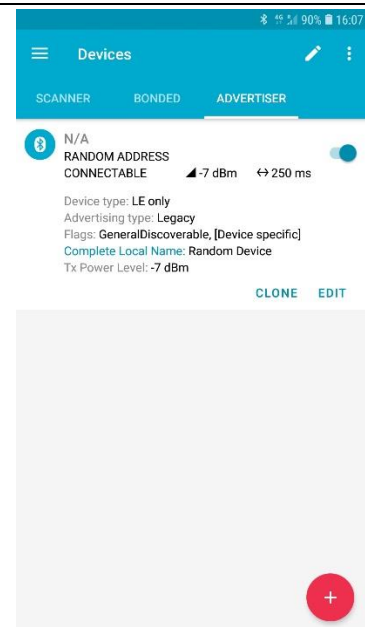 4G 90% 16:07
Devices
SCANNER BONDED ADVERTISER
N/A
RANDOM ADDRESS
CONNECTABLE -7 dBm 250 ms
Device type: LE only
Advertising type: Legacy
Flags: GeneralDiscoverable, [Device specific]
Complete Local Name: Random Device
Tx Power Level: -7 dBm
CLONE EDIT